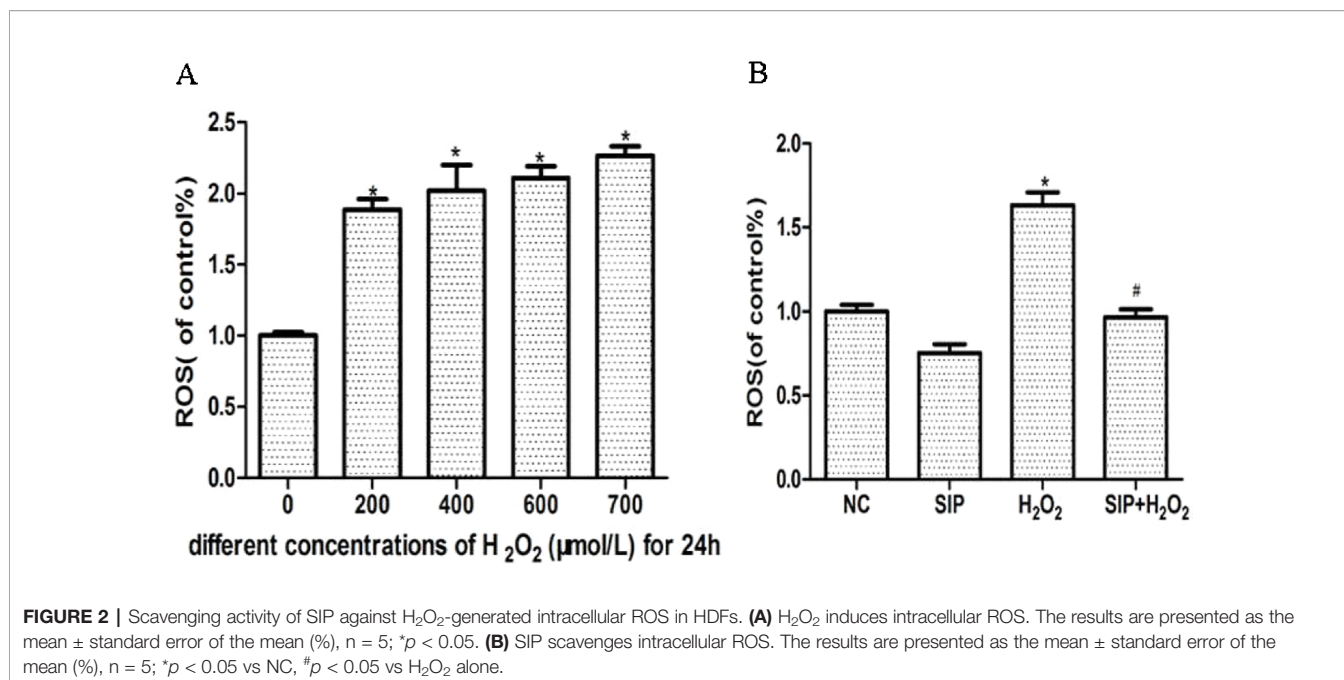 A
B
2.5
2.0
1.5
1.0
0.5
0.0
ROS( of control%)
*
*
*
*
0 200 400 600 700
different concentrations of H₂O₂ (μmol/L) for 24h
2.0
1.5
1.0
0.5
0.0
ROS(of control%)
*
#
NC SIP H₂O₂ SIP+H₂O₂
FIGURE 2 | Scavenging activity of SIP against H₂O₂-generated intracellular ROS in HDFs. (A) H₂O₂ induces intracellular ROS. The results are presented as the
mean ± standard error of the mean (%), n = 5; *p < 0.05. (B) SIP scavenges intracellular ROS. The results are presented as the mean ± standard error of the
mean (%), n = 5; *p < 0.05 vs NC, #p < 0.05 vs H₂O₂ alone.